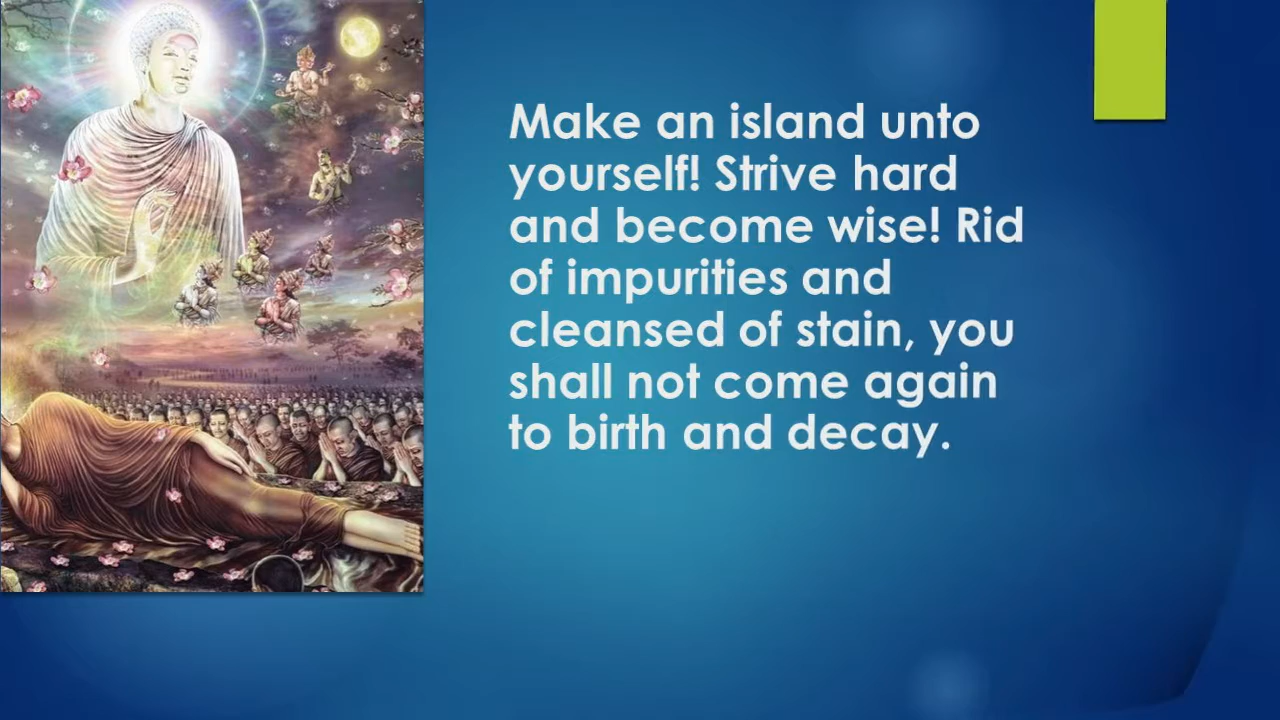 Make an island unto
yourself! Strive hard
and become wise! Rid
of impurities and
cleansed of stain, you
shall not come again
to birth and decay.